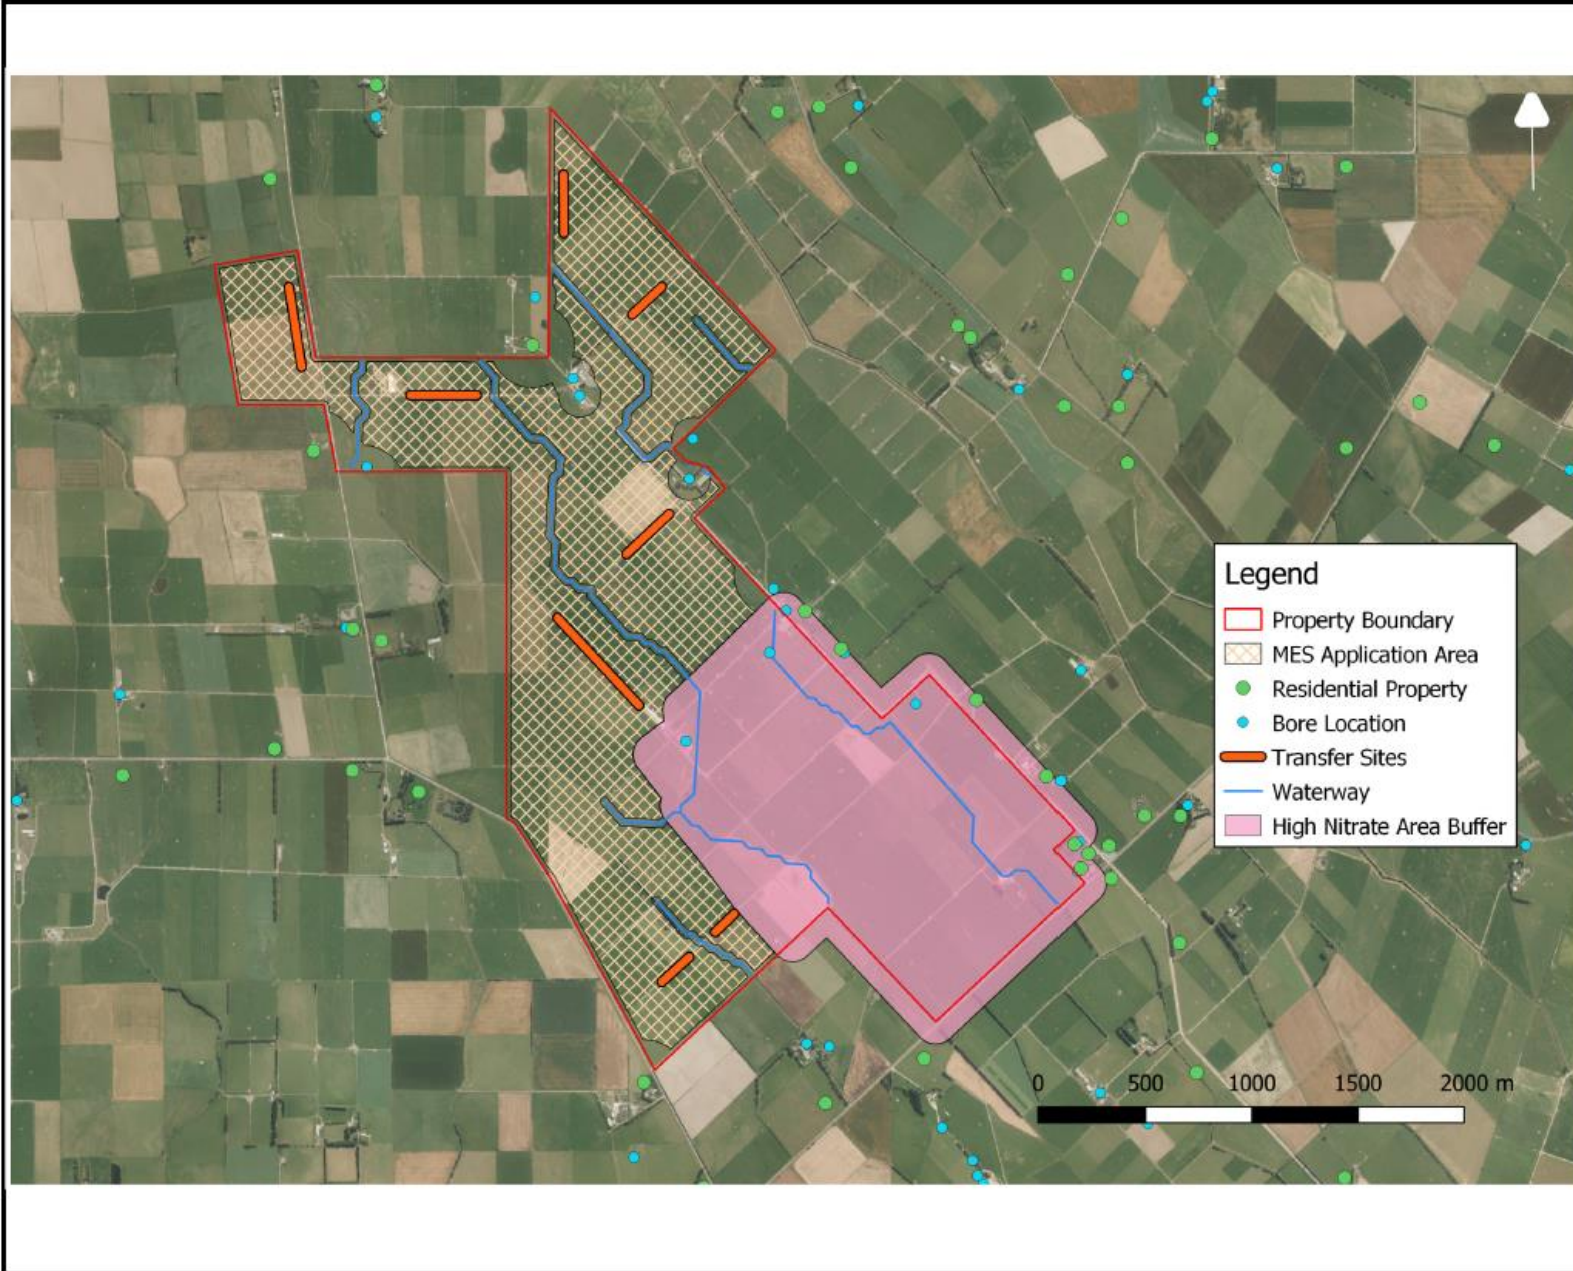 Legend
Property Boundary
MES Application Area
Residential Property
Bore Location
Transfer Sites
Waterway
High Nitrate Area Buffer
0 500 1000 1500 2000 m